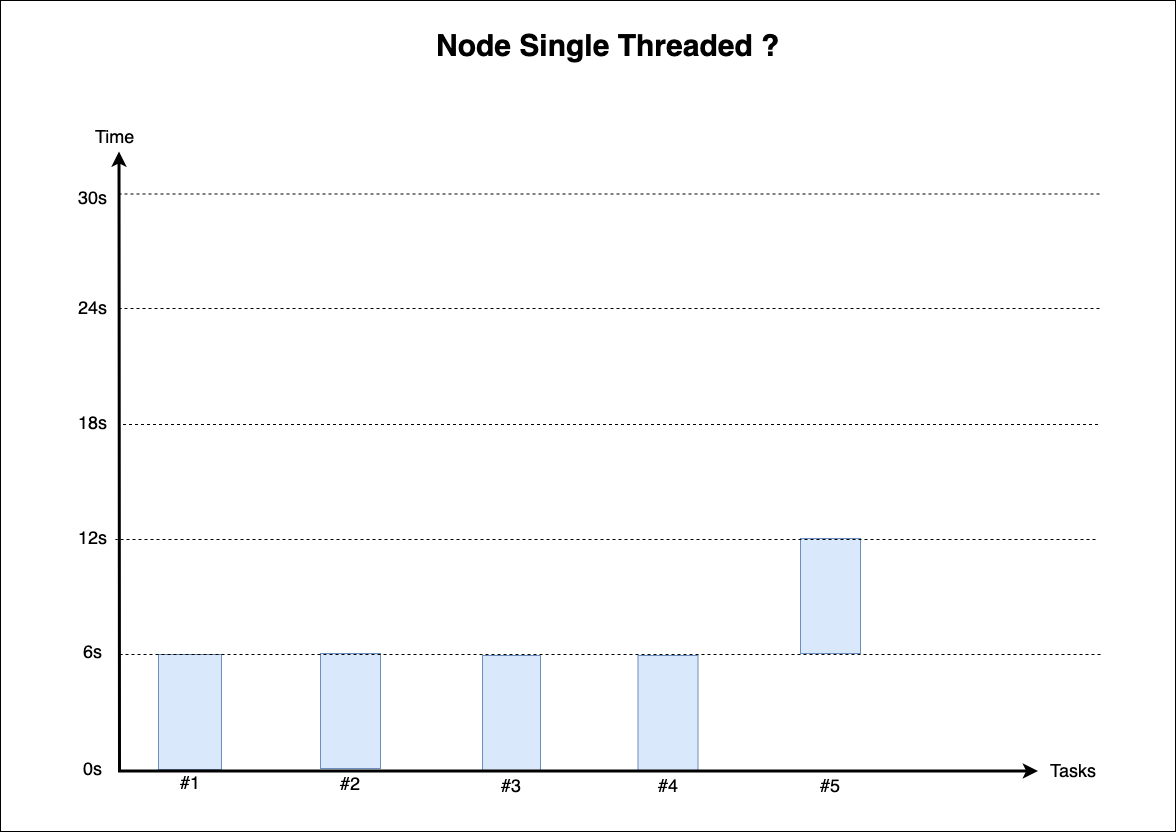 Node Single Threaded ?
Time
30s
24s
18s
12s
6s
0s
#1
#2
#3
#4
#5
Tasks